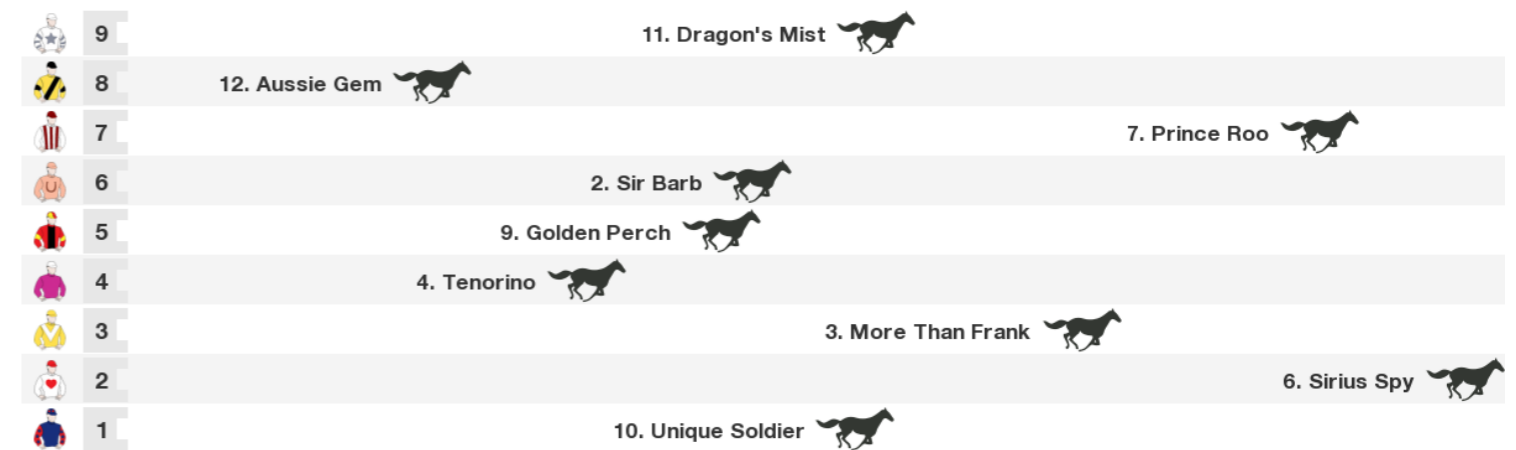 9 11. Dragon's Mist
8 12. Aussie Gem
7 7. Prince Roo
6 2. Sir Barb
5 9. Golden Perch
4 4. Tenorino
3 3. More Than Frank
2 6. Sirius Spy
1 10. Unique Soldier